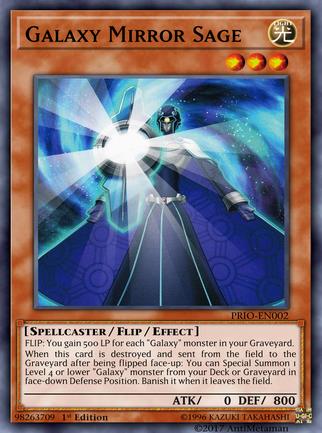 Galaxy Mirror Sage
LIGHT
光
PRIO-EN002
[Spellcaster / Flip / Effect]
FLIP: You gain 500 LP for each "Galaxy" monster in your Graveyard.
When this card is destroyed and sent from the field to the
Graveyard after being flipped face-up: You can Special Summon 1
Level 4 or lower "Galaxy" monster from your Deck or Graveyard in
face-down Defense Position. Banish it when it leaves the field.
ATK/ 0 DEF/ 800
98263709 1st Edition ©1996 KAZUKI TAKAHASHI
©2017 AntiMetaman